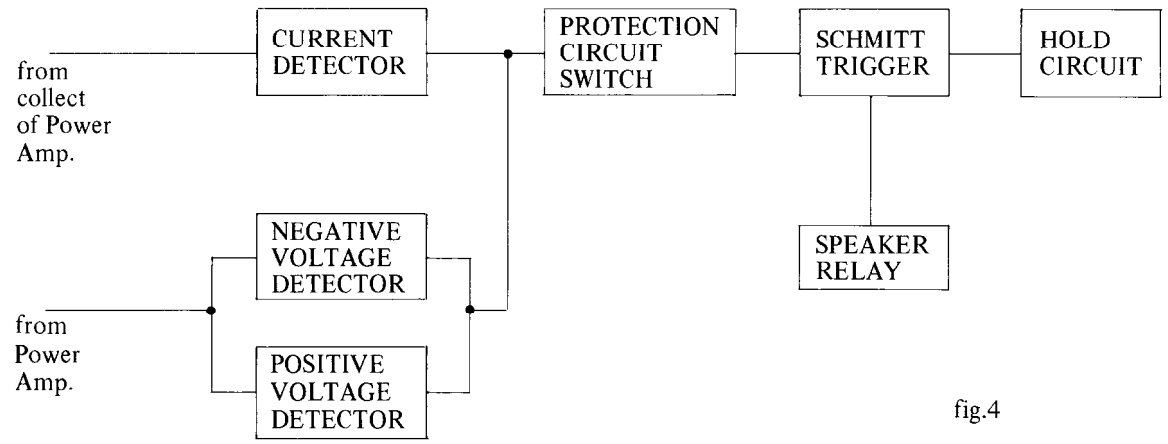 from
collect
of Power
Amp.
CURRENT
DETECTOR
PROTECTION
CIRCUIT
SWITCH
SCHMITT
TRIGGER
HOLD
CIRCUIT
SPEAKER
RELAY
from
Power
Amp.
NEGATIVE
VOLTAGE
DETECTOR
POSITIVE
VOLTAGE
DETECTOR
fig.4